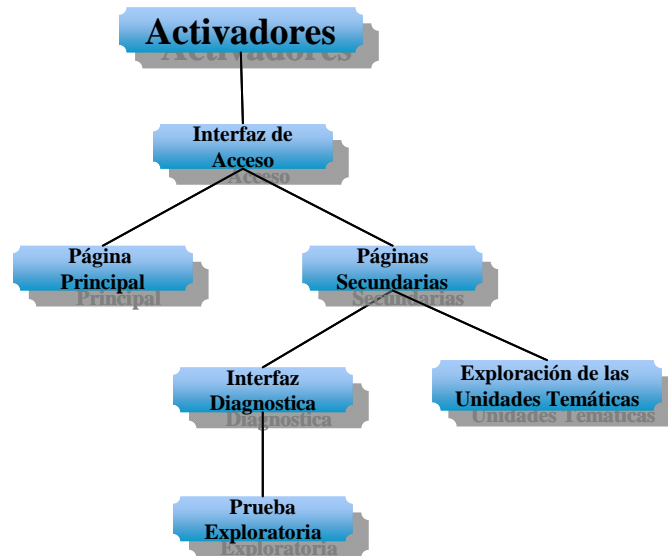 Activadores
Interfaz de
Acceso
Página
Principal
Páginas
Secundarias
Interfaz
Diagnostica
Exploración de las
Unidades Temáticas
Prueba
Exploratoria